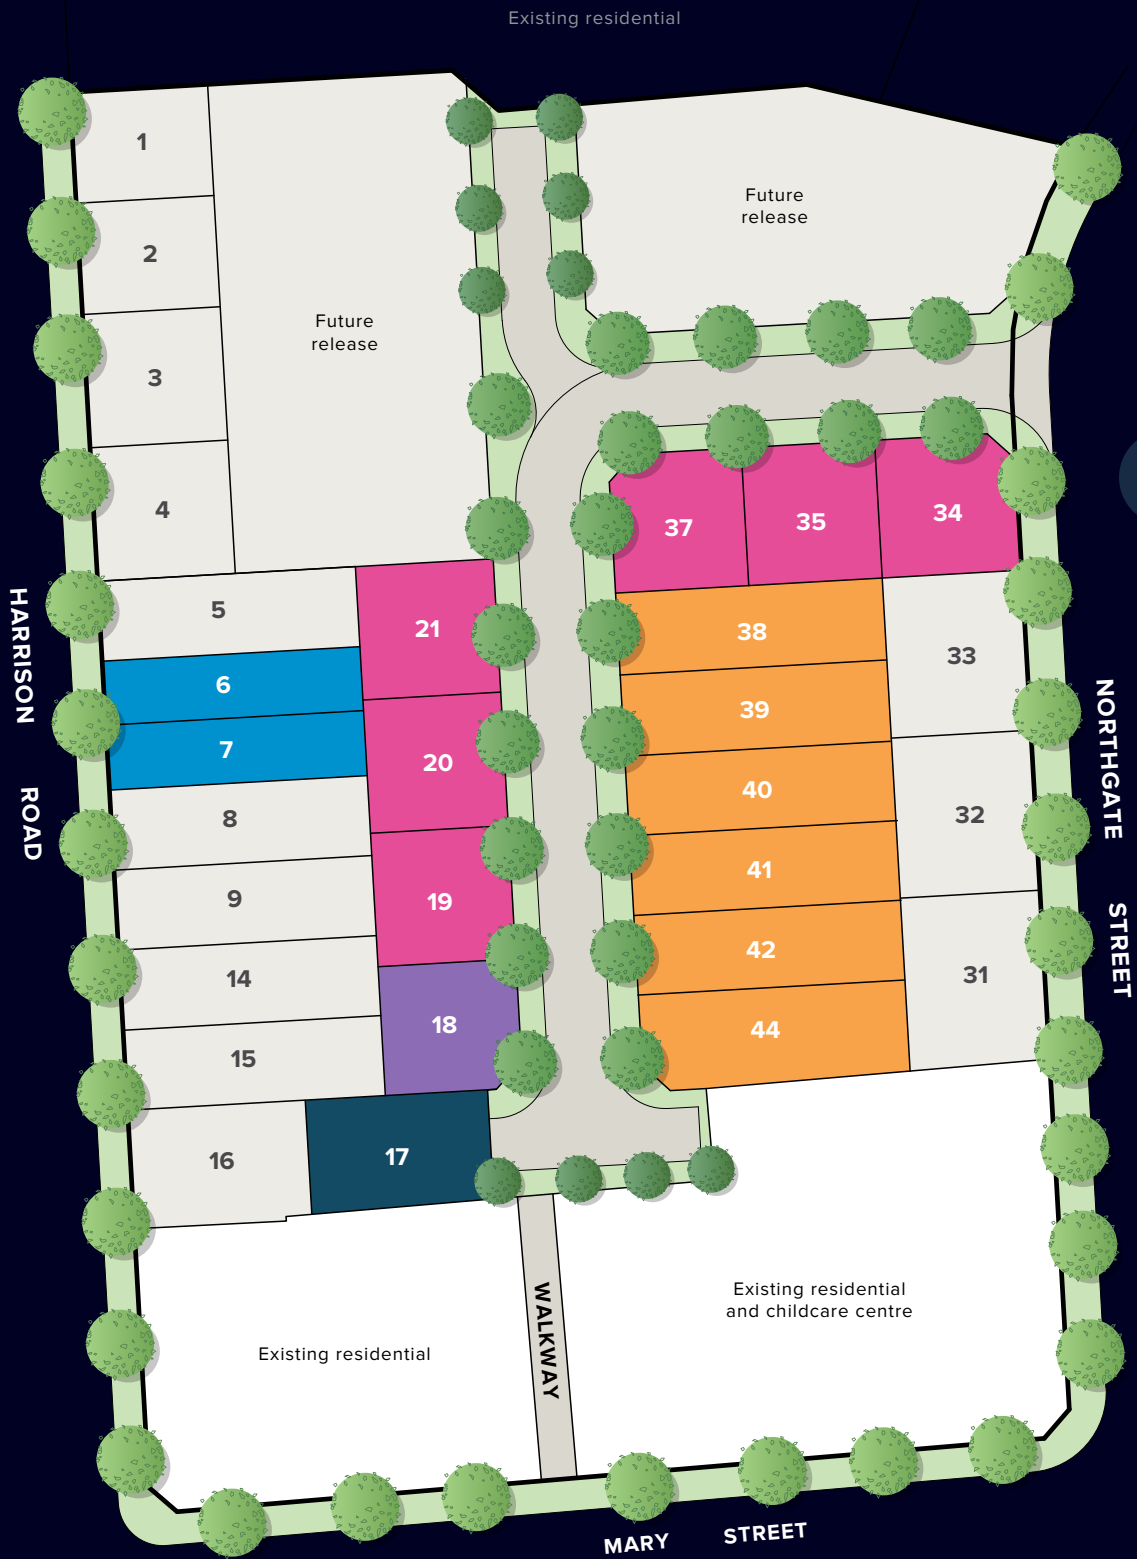 Existing residential
1
Future
release
2
Future
release
3
4
37
35
34
5
21
38
33
6
39
7
20
40
32
8
41
9
19
42
14
31
18
44
15
16
17
HARRISON ROAD
NORTHGATE STREET
WALKWAY
Existing residential
and childcare centre
Existing residential
MARY STREET